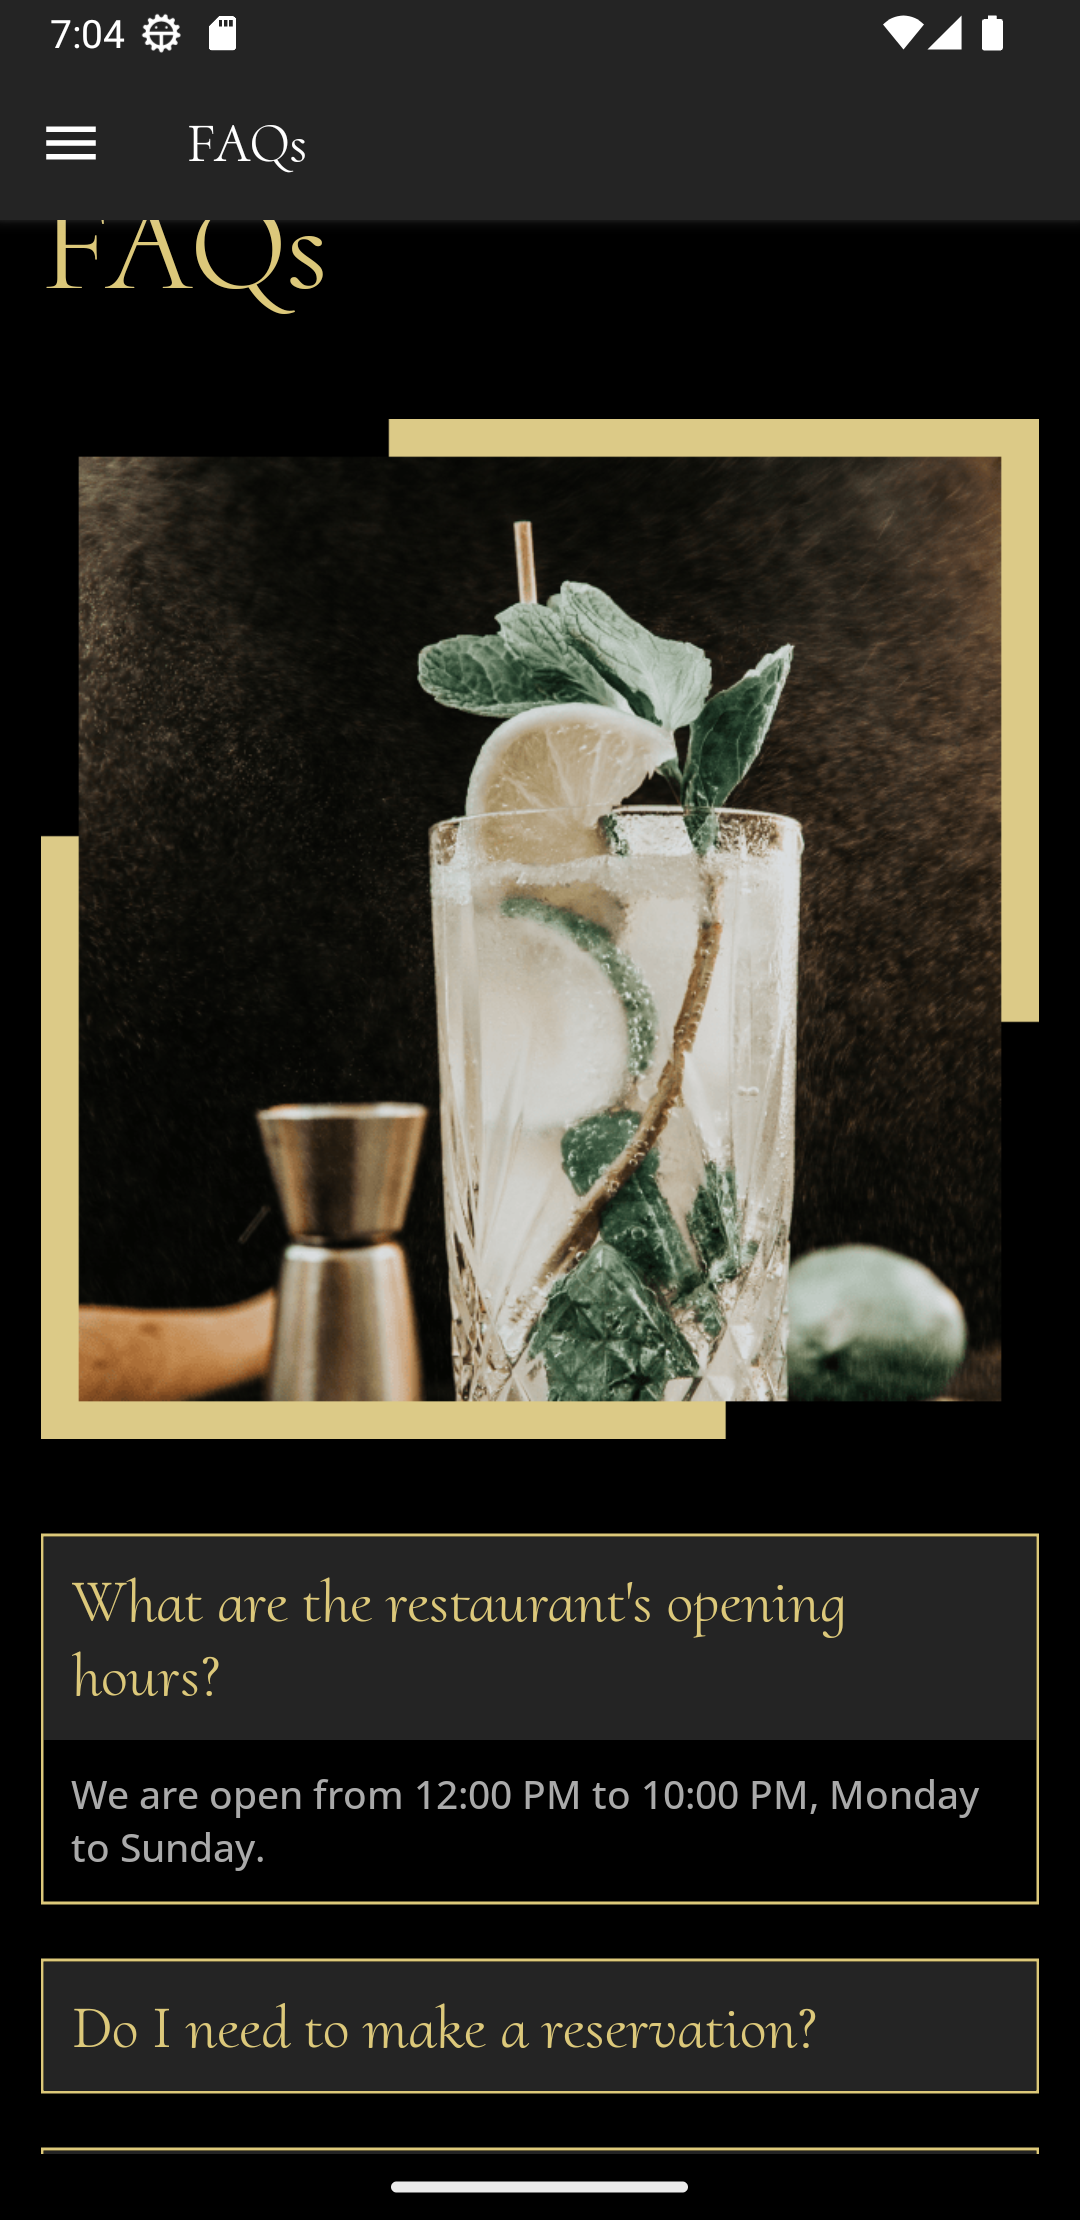 7:04
FAQs
FAQs
What are the restaurant's opening
hours?
We are open from 12:00 PM to 10:00 PM, Monday
to Sunday.
Do I need to make a reservation?